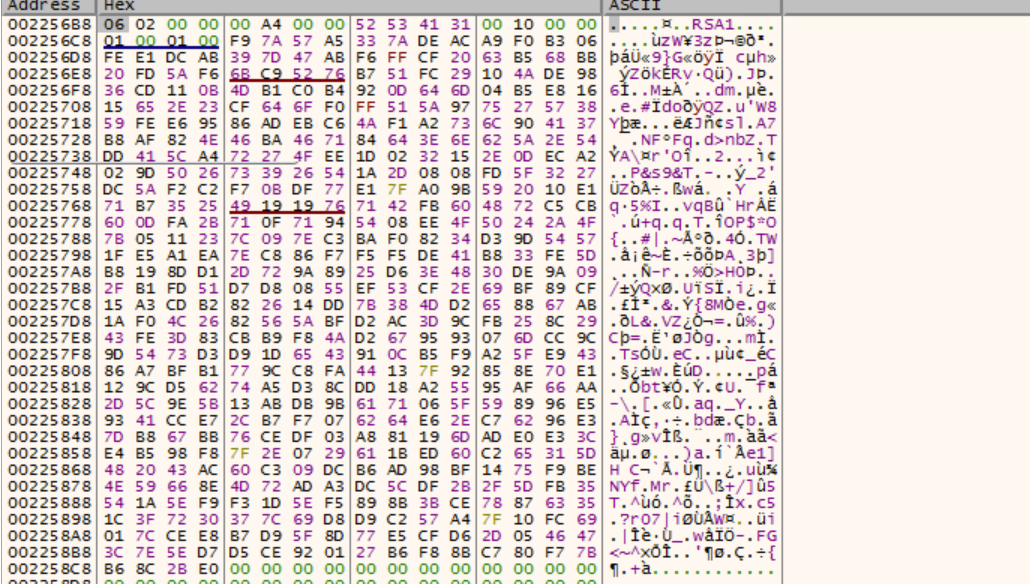 Address Hex ASCII
002256B8 06 02 00 00 00 A4 00 00 52 53 41 31 00 10 00 00 .....¤..RSA1....
002256C8 01 00 01 00 F9 7A 57 A5 33 7A DE AC A9 F0 B3 06 ....ùzW¥3zÞ¬©ð³.
002256D8 FE E1 DC AB 39 7D 47 AB F6 FF CF 20 63 B5 68 BB þáÜ«9}G«öÿÏ cµh»
002256E8 20 FD 5A F6 6B C9 52 76 B7 51 FC 29 10 4A DE 98 ýZökÉRv·Qü).JÞ.
002256F8 36 CD 11 0B 4D B1 C0 B4 92 0D 64 6D 04 B5 E8 16 6Í..M±À´..dm.µè.
00225708 15 65 2E 23 CF 64 6F F0 FF 51 5A 97 75 27 57 38 .e.#ÏdoðÿQZ.u'W8
00225718 59 FE E6 95 86 AD EB C6 4A F1 A2 73 6C 90 41 37
00225728 B8 AF 82 4E 46 BA 46 71 84 64 3E 6E 62 5A 2E 54
00225738 DD 41 5C A4 72 27 4F EE 1D 02 32 15 2E 0D EC A2 ÝA\¤r'Oî..2...ì¢
00225748 02 9D 50 26 73 39 26 54 1A 2D 08 08 FD 5F 32 27 ..P&s9&T.-..ý_2'
00225758 DC 5A F2 C2 F7 0B DF 77 E1 7F A0 9B 59 20 10 E1 ÜZòÂ÷.ßwá. .Y .á
00225768 71 B7 35 25 49 19 19 76 71 42 FB 60 48 72 C5 CB q·5%I..vqBû`HrÅË
00225778 60 0D FA 2B 71 0F 71 94 54 08 EE 4F 50 24 2A 4F `.ú+q.q.T.îOP$*O
00225788 7B 05 11 23 7C 09 7E C3 BA F0 82 34 D3 9D 54 57 {..#|.~Ãºð.4Ó.TW
00225798 1F E5 A1 EA 7E C8 86 F7 F5 F5 DE 41 B8 33 FE 5D
002257A8 B8 19 8D D1 2D 72 9A 89 25 D6 3E 48 30 DE 9A 09 ¸..Ñ-r..%Ö>H0Þ..
002257B8 2F B1 FD 51 D7 D8 08 55 EF 53 CF 2E 69 BF 89 CF /±ýQ×Ø.UïSÏ.i¿.Ï
002257C8 15 A3 CD B2 82 26 14 DD 7B 38 4D D2 65 88 67 AB .£Í².&.Ý{8MÒe.g«
002257D8 1A F0 4C 26 82 56 5A BF D2 AC 3D 9C FB 25 8C 29 .ðL&.VZ¿Ò¬=.û%.)
002257E8 43 FE 3D 83 CB B9 F8 4A D2 67 95 93 07 6D CC 9C
002257F8 9D 54 73 D3 D9 1D 65 43 91 0C B5 F9 A2 5F E9 43 .TsÓÙ.eC..µù¢_éC
00225808 86 A7 BF B1 77 9C C8 FA 44 13 7F 92 85 8E 70 E1 .§¿±w.ÈúD.....pá
00225818 12 9C D5 62 74 A5 D3 8C DD 18 A2 55 95 AF 66 AA ..Õbt¥Ó.Ý.¢U.¯fª
00225828 2D 5C 9E 5B 13 AB DB 9B 61 71 06 5F 59 89 96 E5 -\.[.«Û.aq._Y..å
00225838 93 41 CC E7 2C B7 F7 07 62 64 E6 2E C7 62 96 E3 .AÌç,·÷.bdæ.Çb.ã
00225848 7D B8 67 BB 76 CE DF 03 A8 81 19 6D AD E0 E3 3C
00225858 E4 B5 98 F8 7F 2E 07 29 61 1B ED 60 C2 65 31 5D äµ.ø...)a.í`Âe1]
00225868 48 20 43 AC 60 C3 09 DC B6 AD 98 BF 14 75 F9 BE
00225878 4E 59 66 8E 4D 72 AD A3 DC 5C DF 2B 2F 5D FB 35
00225888 54 1A 5E F9 F3 1D 5E F5 89 8B 3B CE 78 87 63 35 T.^ùó.^õ..;Îx.c5
00225898 1C 3F 72 30 37 7C 69 D8 D9 C2 57 A4 7F 10 FC 69 .?r07|iØÙÂW¤..üi
002258A8 01 7C CE E8 B7 D9 5F 8D 77 E5 CF D6 2D 05 46 47 .|Îè·Ù_.wåÏÖ-.FG
002258B8 3C 7E 5E D7 D5 CE 92 01 27 B6 F8 8B C7 80 F7 7B <~^×ÕÎ..'¶ø.Ç.÷{
002258C8 B6 8C 2B E0 00 00 00 00 00 00 00 00 00 00 00 00 ¶.+à............